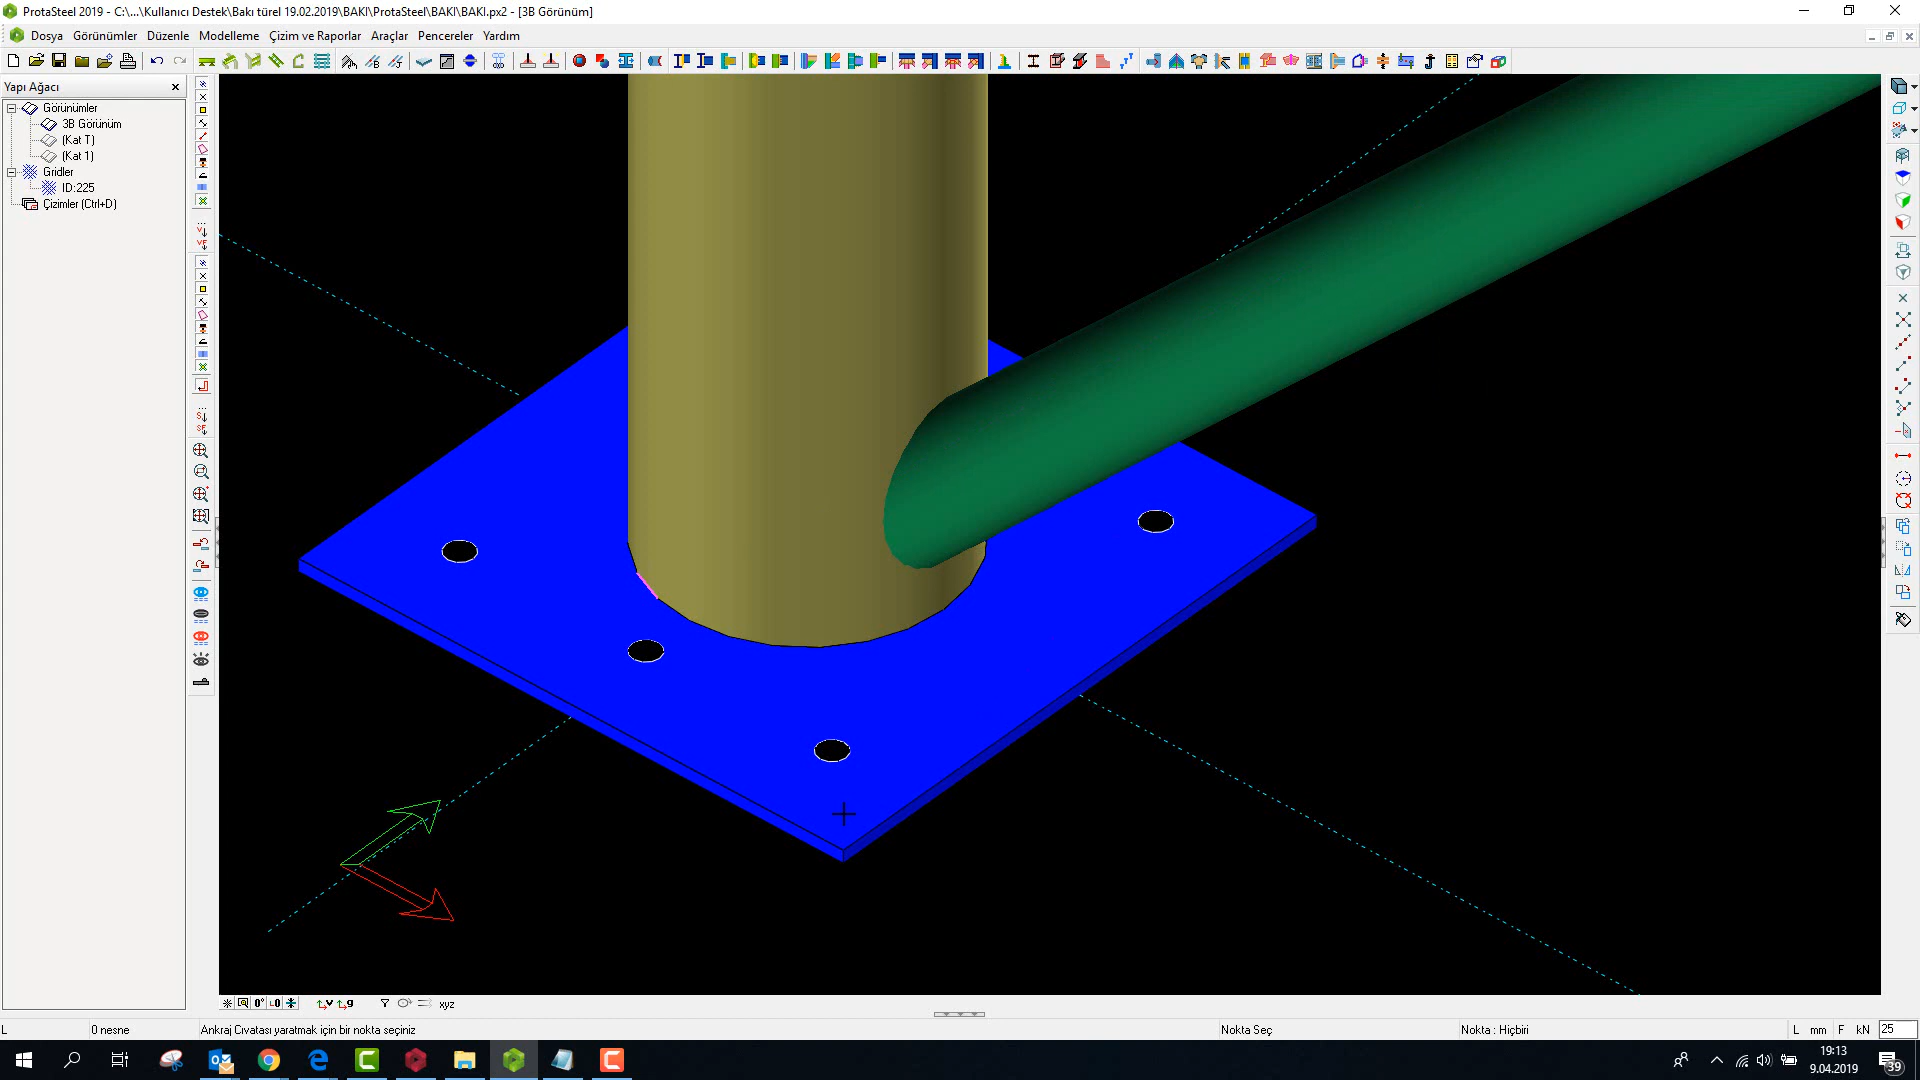 ProtaSteel 2019 - C:\...\Kullanıcı Destek\Bakı türel 19.02.2019\BAKI\ProtaSteel\BAKI\BAKI.px2 - [3B Görünüm]
Dosya Görünümler Düzenle Modelleme Çizim ve Raporlar Araçlar Pencereler Yardım
Yapı Ağacı
Görünümler
3B Görünüm
(Kat T)
(Kat 1)
Gridler
ID:225
Çizimler (Ctrl+D)
xyz
L 0 nesne Ankraj Cıvatası yaratmak için bir nokta seçiniz Nokta Seç Nokta : Hiçbiri L mm F kN 25
19:13
9.04.2019
39